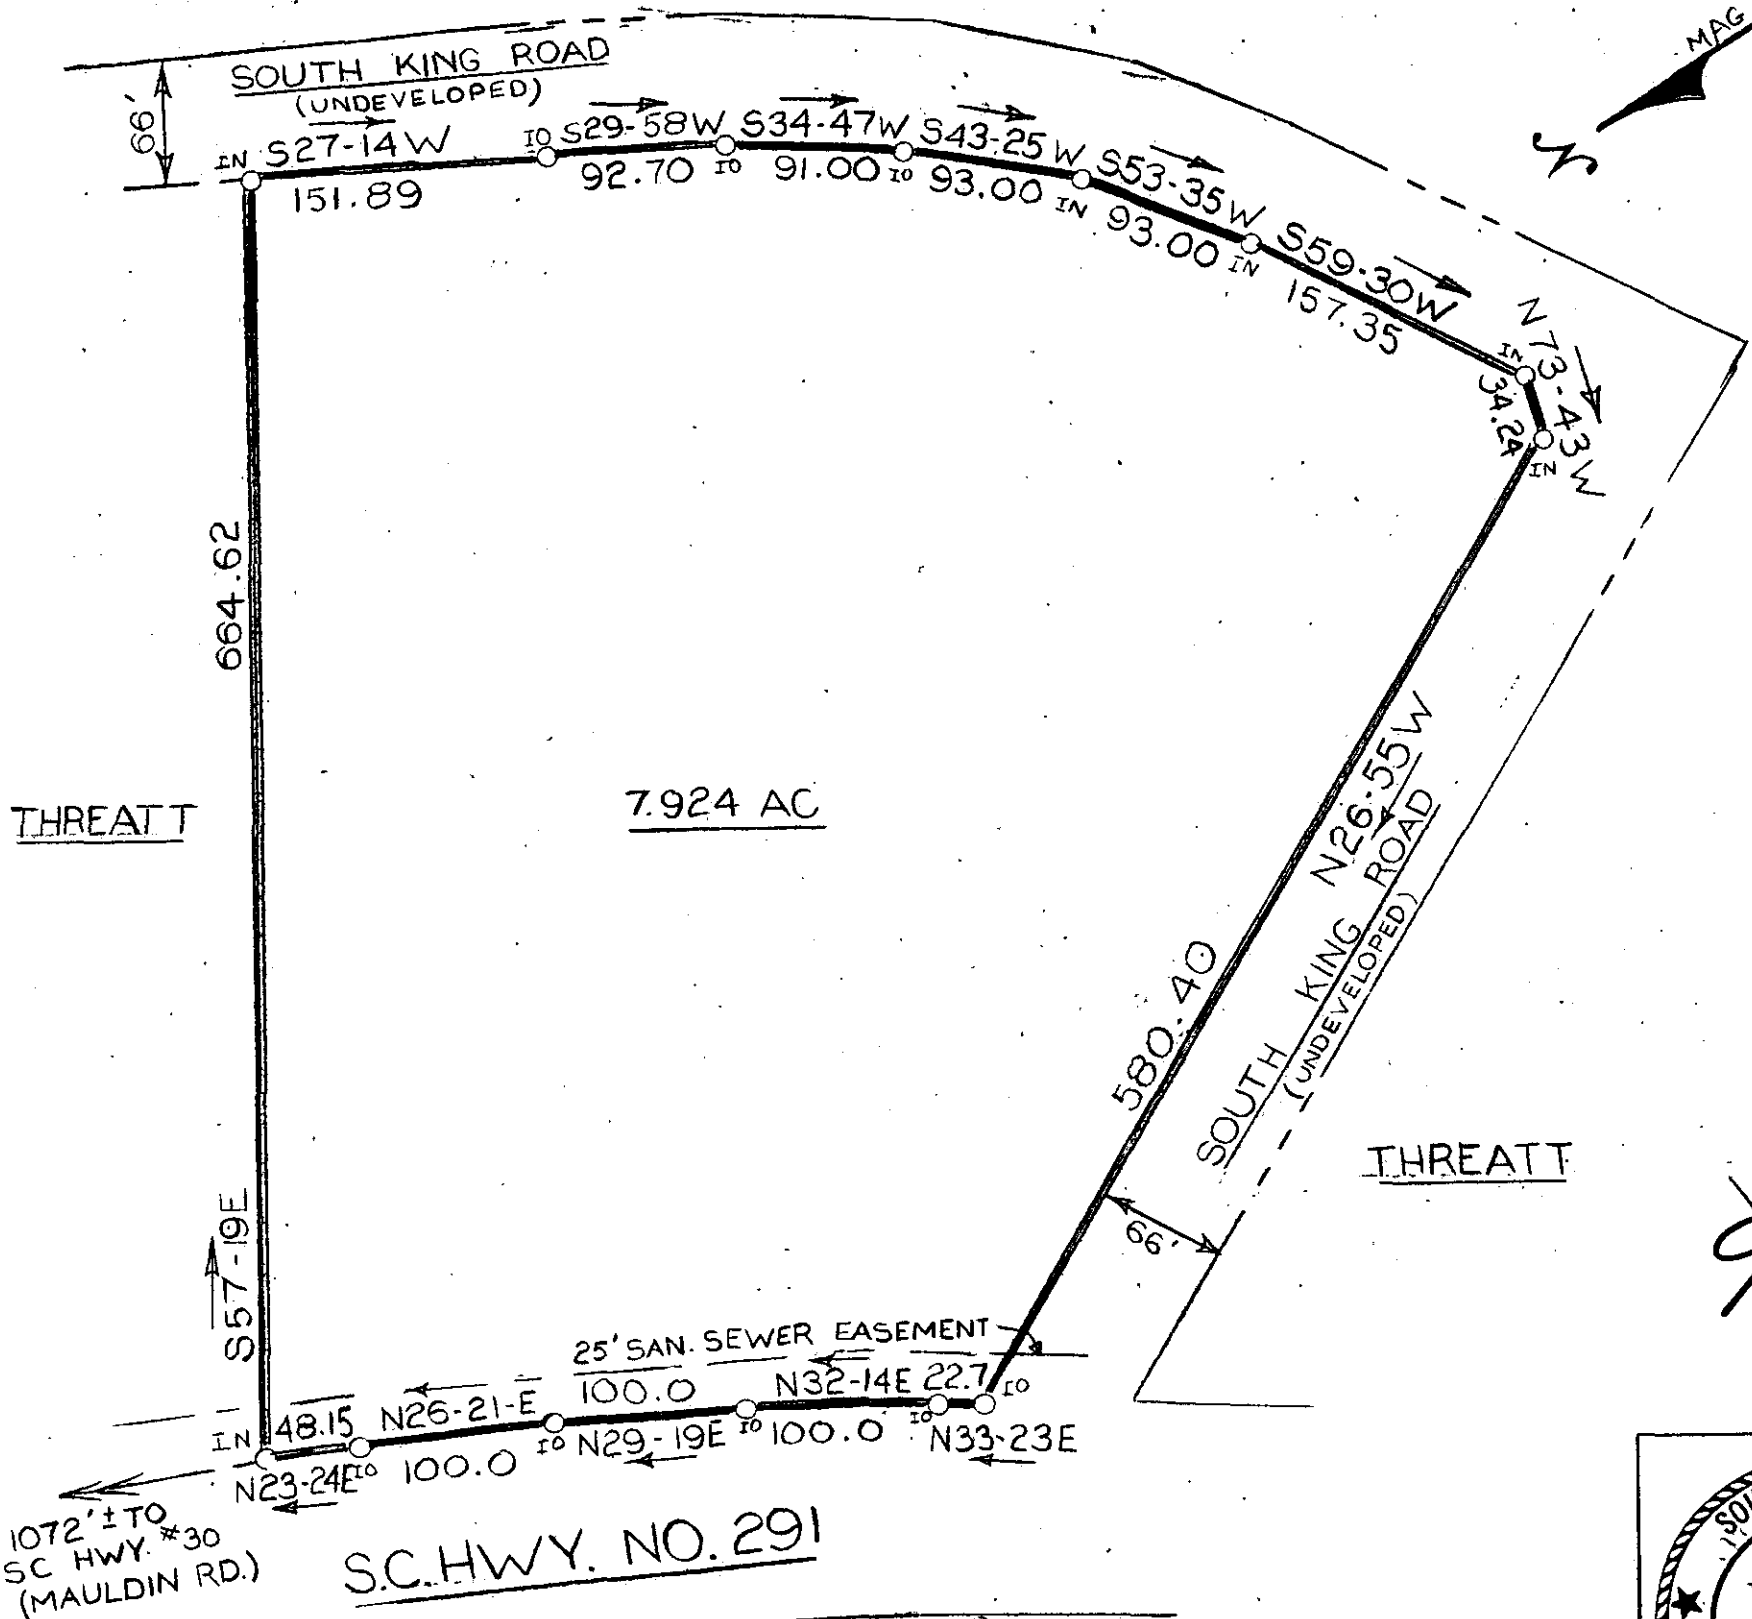 MAG
SOUTH KING ROAD
(UNDEVELOPED)
66'
IN S27-14W IO S29-58W IO S34-47W IO S43-25W IN S53-35W IN S59-30W IN N73-43W IN
151.89 92.70 91.00 93.00 93.00 157.35 34.24
664.62
S57-19E
THREATT
7.924 AC
N26-55W
580.40
SOUTH KING ROAD
(UNDEVELOPED)
66'
THREATT
25' SAN. SEWER EASEMENT
48.15 N26-21-E 100.0 N32-14E 22.7 IO
IN N23-24E IO 100.0 IO N29-19E IO 100.0 IO N33-23E
1072'± TO
SC HWY. #30
(MAULDIN RD.)
S.C. HWY. NO. 291